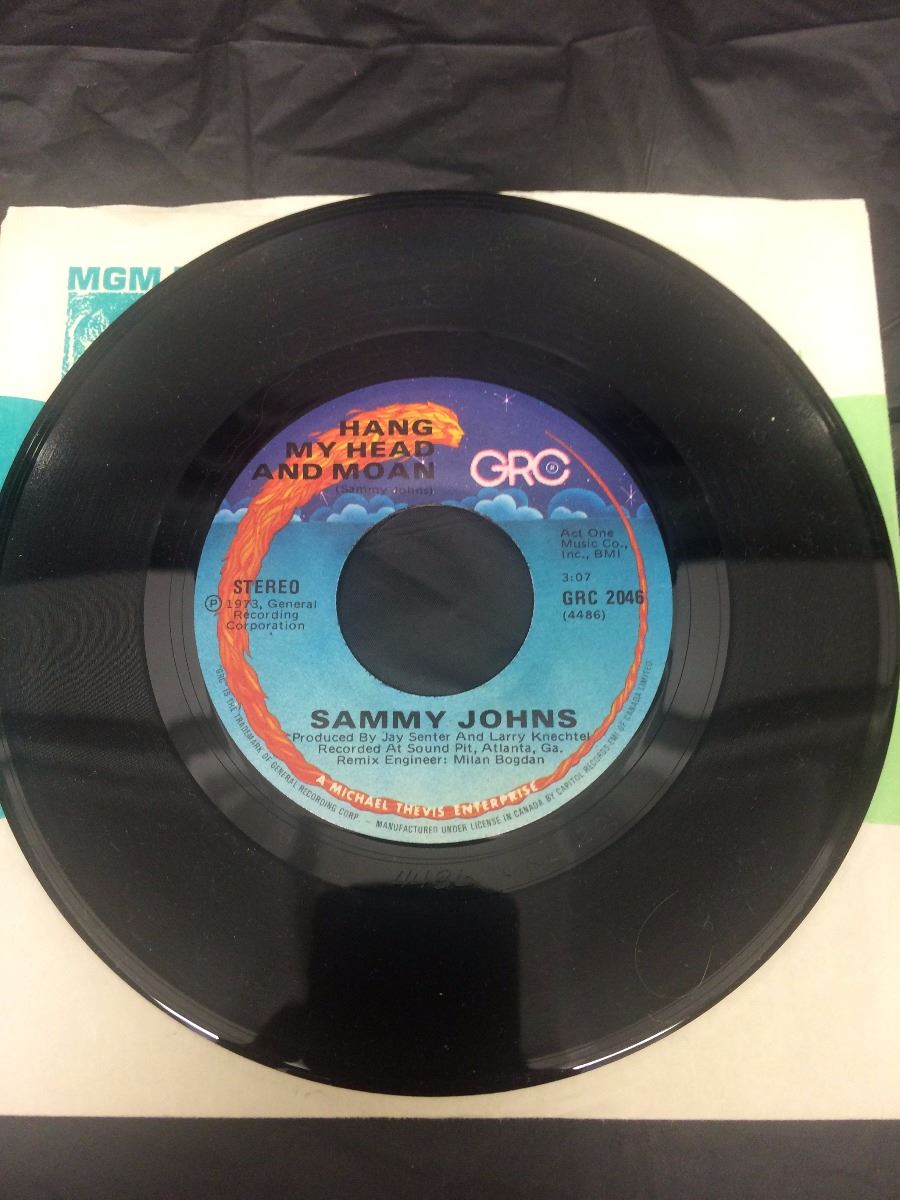 MGM
HANG
MY HEAD
AND MOAN
(Sammy Johns)
GRC
Act One
Music Co.,
Inc., BMI
3:07
GRC 2046
(4486)
STEREO
Ⓟ 1973, General
Recording
Corporation
SAMMY JOHNS
Produced By Jay Senter And Larry Knechtel
Recorded At Sound Pit, Atlanta, Ga.
Remix Engineer: Milan Bogdan
A MICHAEL THEVIS ENTERPRISE
"GRC" IS THE TRADEMARK OF GENERAL RECORDING CORP. — MANUFACTURED UNDER LICENSE IN CANADA BY CAPITOL RECORDS-EMI OF CANADA LIMITED.
4486